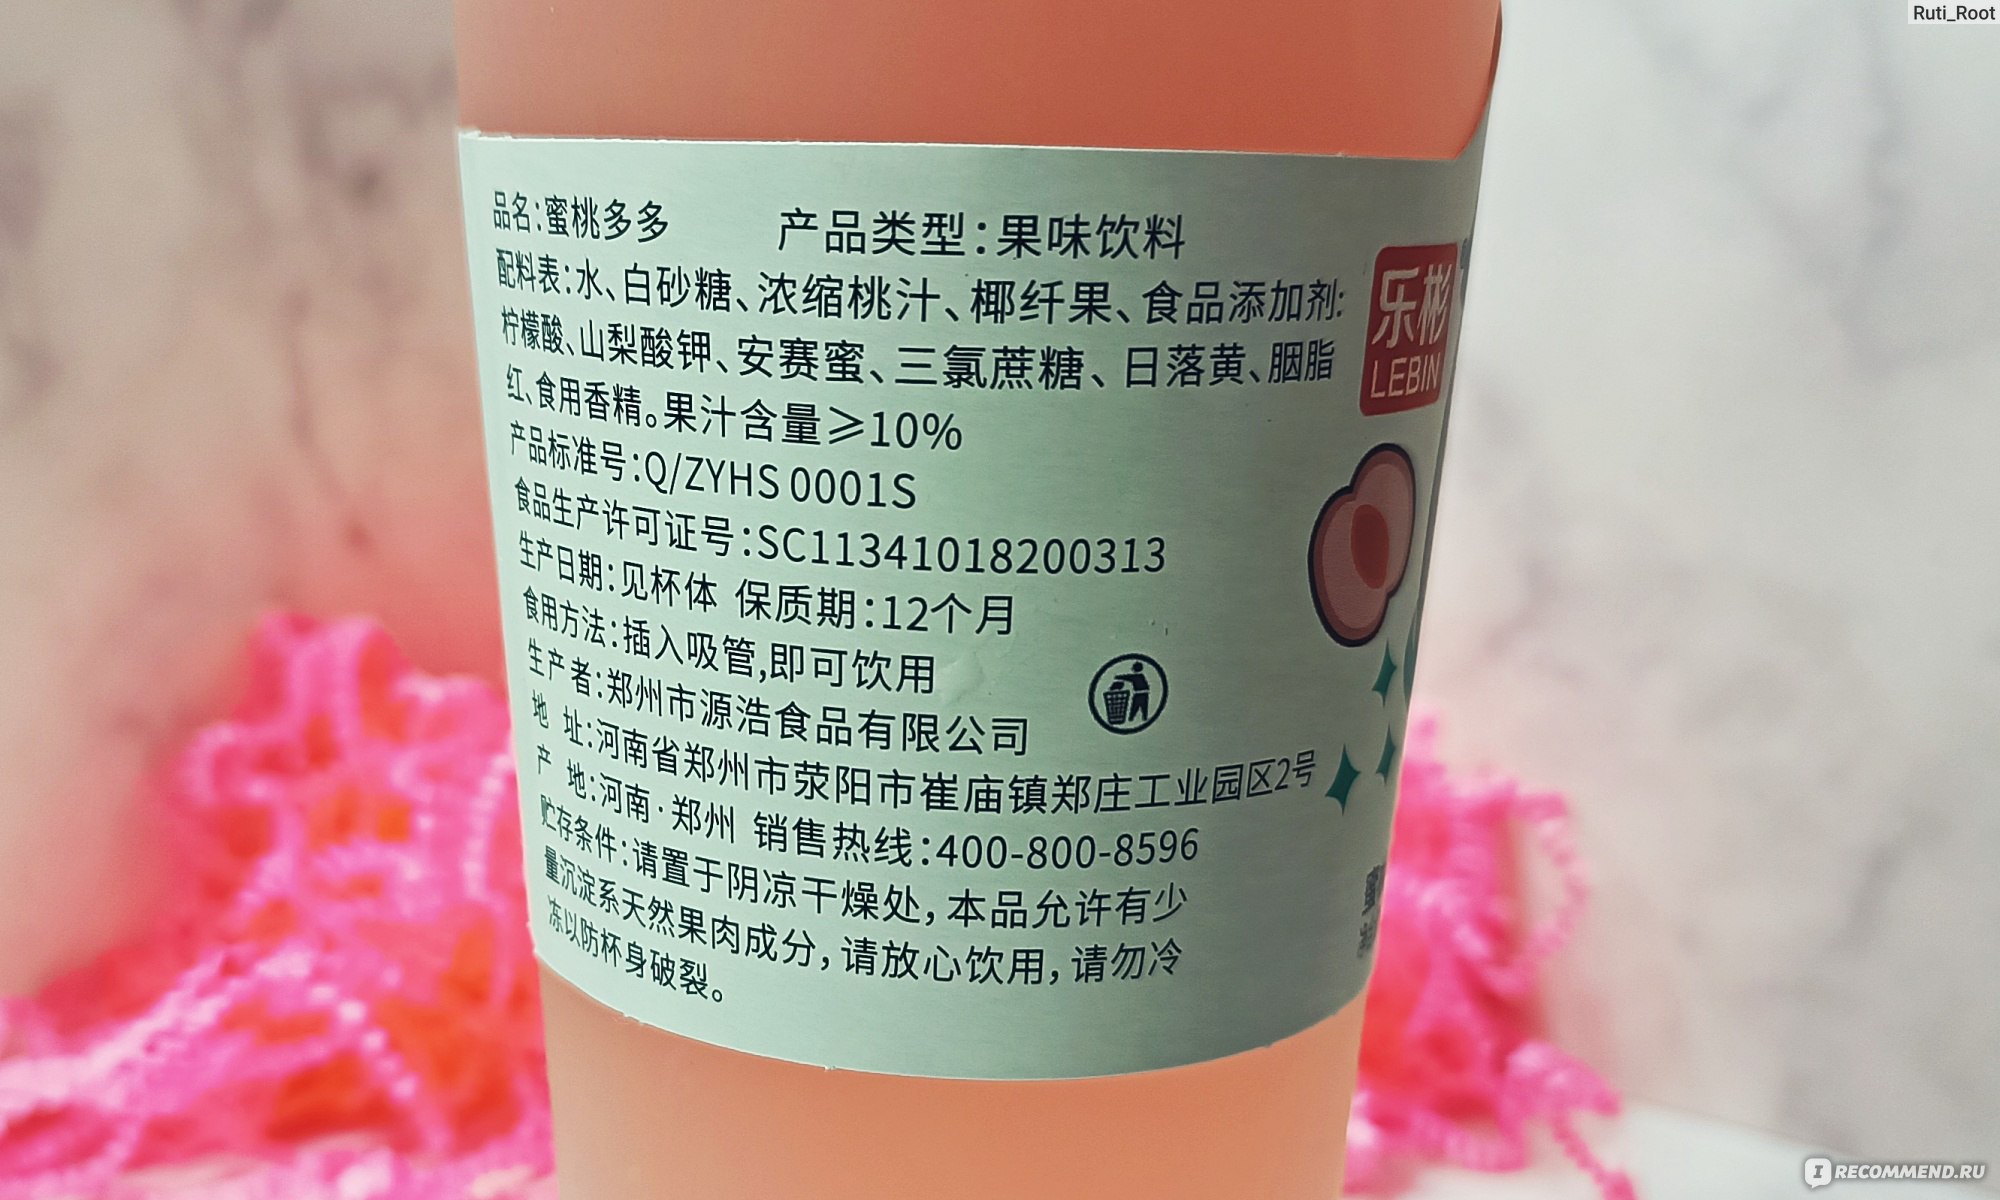 Ruti_Root
品名:蜜桃多多 产品类型:果味饮料
配料表:水、白砂糖、浓缩桃汁、椰纤果、食品添加剂:
柠檬酸、山梨酸钾、安赛蜜、三氯蔗糖、日落黄、胭脂
红、食用香精。果汁含量≥10%
产品标准号:Q/ZYHS 0001S
食品生产许可证号:SC11341018200313
生产日期:见杯体 保质期:12个月
食用方法:插入吸管,即可饮用
生产者:郑州市源浩食品有限公司
地 址:河南省郑州市荥阳市崔庙镇郑庄工业园区2号
产 地:河南·郑州 销售热线:400-800-8596
贮存条件:请置于阴凉干燥处,本品允许有少
量沉淀系天然果肉成分,请放心饮用,请勿冷
冻以防杯身破裂。
乐彬
LEBIN
IRECOMMEND.RU